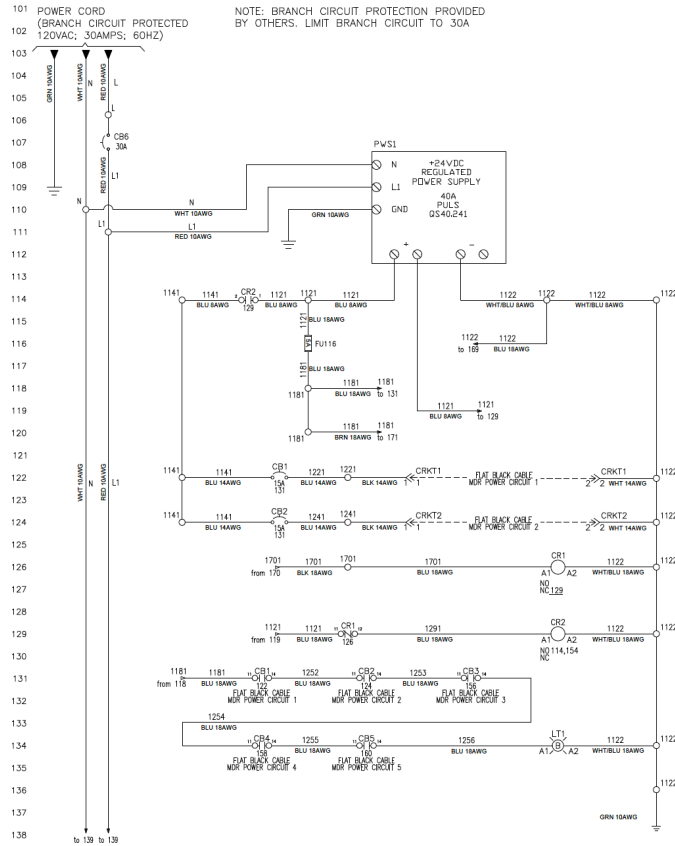 101 POWER CORD NOTE: BRANCH CIRCUIT PROTECTION PROVIDED
(BRANCH CIRCUIT PROTECTED BY OTHERS. LIMIT BRANCH CIRCUIT TO 30A
102 120VAC; 30AMPS; 60HZ)
103
104 GRN 10AWG WHT 10AWG N RED 10AWG L
105 L
106 CB6
107 30A PWS1
108 RED 10AWG L1 N +24VDC
REGULATED
109 N L1 POWER SUPPLY
40A
110 N WHT 10AWG GRN 10AWG GND PULS
L1 QS40.241
111 L1 RED 10AWG
112 + -
113
114 1141 1141 CR2 1121 1121 1121 1122 1122 1122 1122
BLU 8AWG 2 1 BLU 8AWG BLU 8AWG WHT/BLU 8AWG WHT/BLU 8AWG
129
115 1121 BLU 18AWG
116 5A FU116 1122 1122
to 169 BLU 18AWG
117 1181 BLU 18AWG
118 1181 1181 1181
BLU 18AWG to 131
119 1121 1121
BLU 8AWG to 129
120 1181 1181 1181
BRN 18AWG to 171
121
122 1141 1141 CB1 1221 1221 CRKT1 FLAT BLACK CABLE CRKT1 1122
BLU 14AWG 15A BLU 14AWG BLK 14AWG 1 1 MDR POWER CIRCUIT 1 2 2 WHT 14AWG
131
WHT 10AWG N RED 10AWG L1
123
124 1141 1141 CB2 1241 1241 CRKT2 FLAT BLACK CABLE CRKT2 1122
BLU 14AWG 15A BLU 14AWG BLK 14AWG 1 1 MDR POWER CIRCUIT 2 2 2 WHT 14AWG
131
125
126 1701 1701 1701 1701 CR1 1122 1122
from 170 BLK 18AWG BLU 18AWG A1 A2 WHT/BLU 18AWG
127 NO
NC 129
128
129 1121 1121 11 CR1 12 1291 CR2 1122 1122
from 119 BLU 18AWG 126 BLU 18AWG A1 A2 WHT/BLU 18AWG
130 NO 114,154
NC
131 1181 1181 11 CB1 14 1252 11 CB2 14 1253 11 CB3 14
from 118 BLU 18AWG 122 BLU 18AWG 124 BLU 18AWG 156
132 FLAT BLACK CABLE FLAT BLACK CABLE FLAT BLACK CABLE
MDR POWER CIRCUIT 1 MDR POWER CIRCUIT 2 MDR POWER CIRCUIT 3
133 1254
BLU 18AWG
134 11 CB4 14 1255 11 CB5 14 1256 LT1 1122 1122
158 BLU 18AWG 160 BLU 18AWG A1 B A2 WHT/BLU 18AWG
135 FLAT BLACK CABLE FLAT BLACK CABLE
MDR POWER CIRCUIT 4 MDR POWER CIRCUIT 5
136 1122
137 GRN 10AWG
138 to 139 to 139